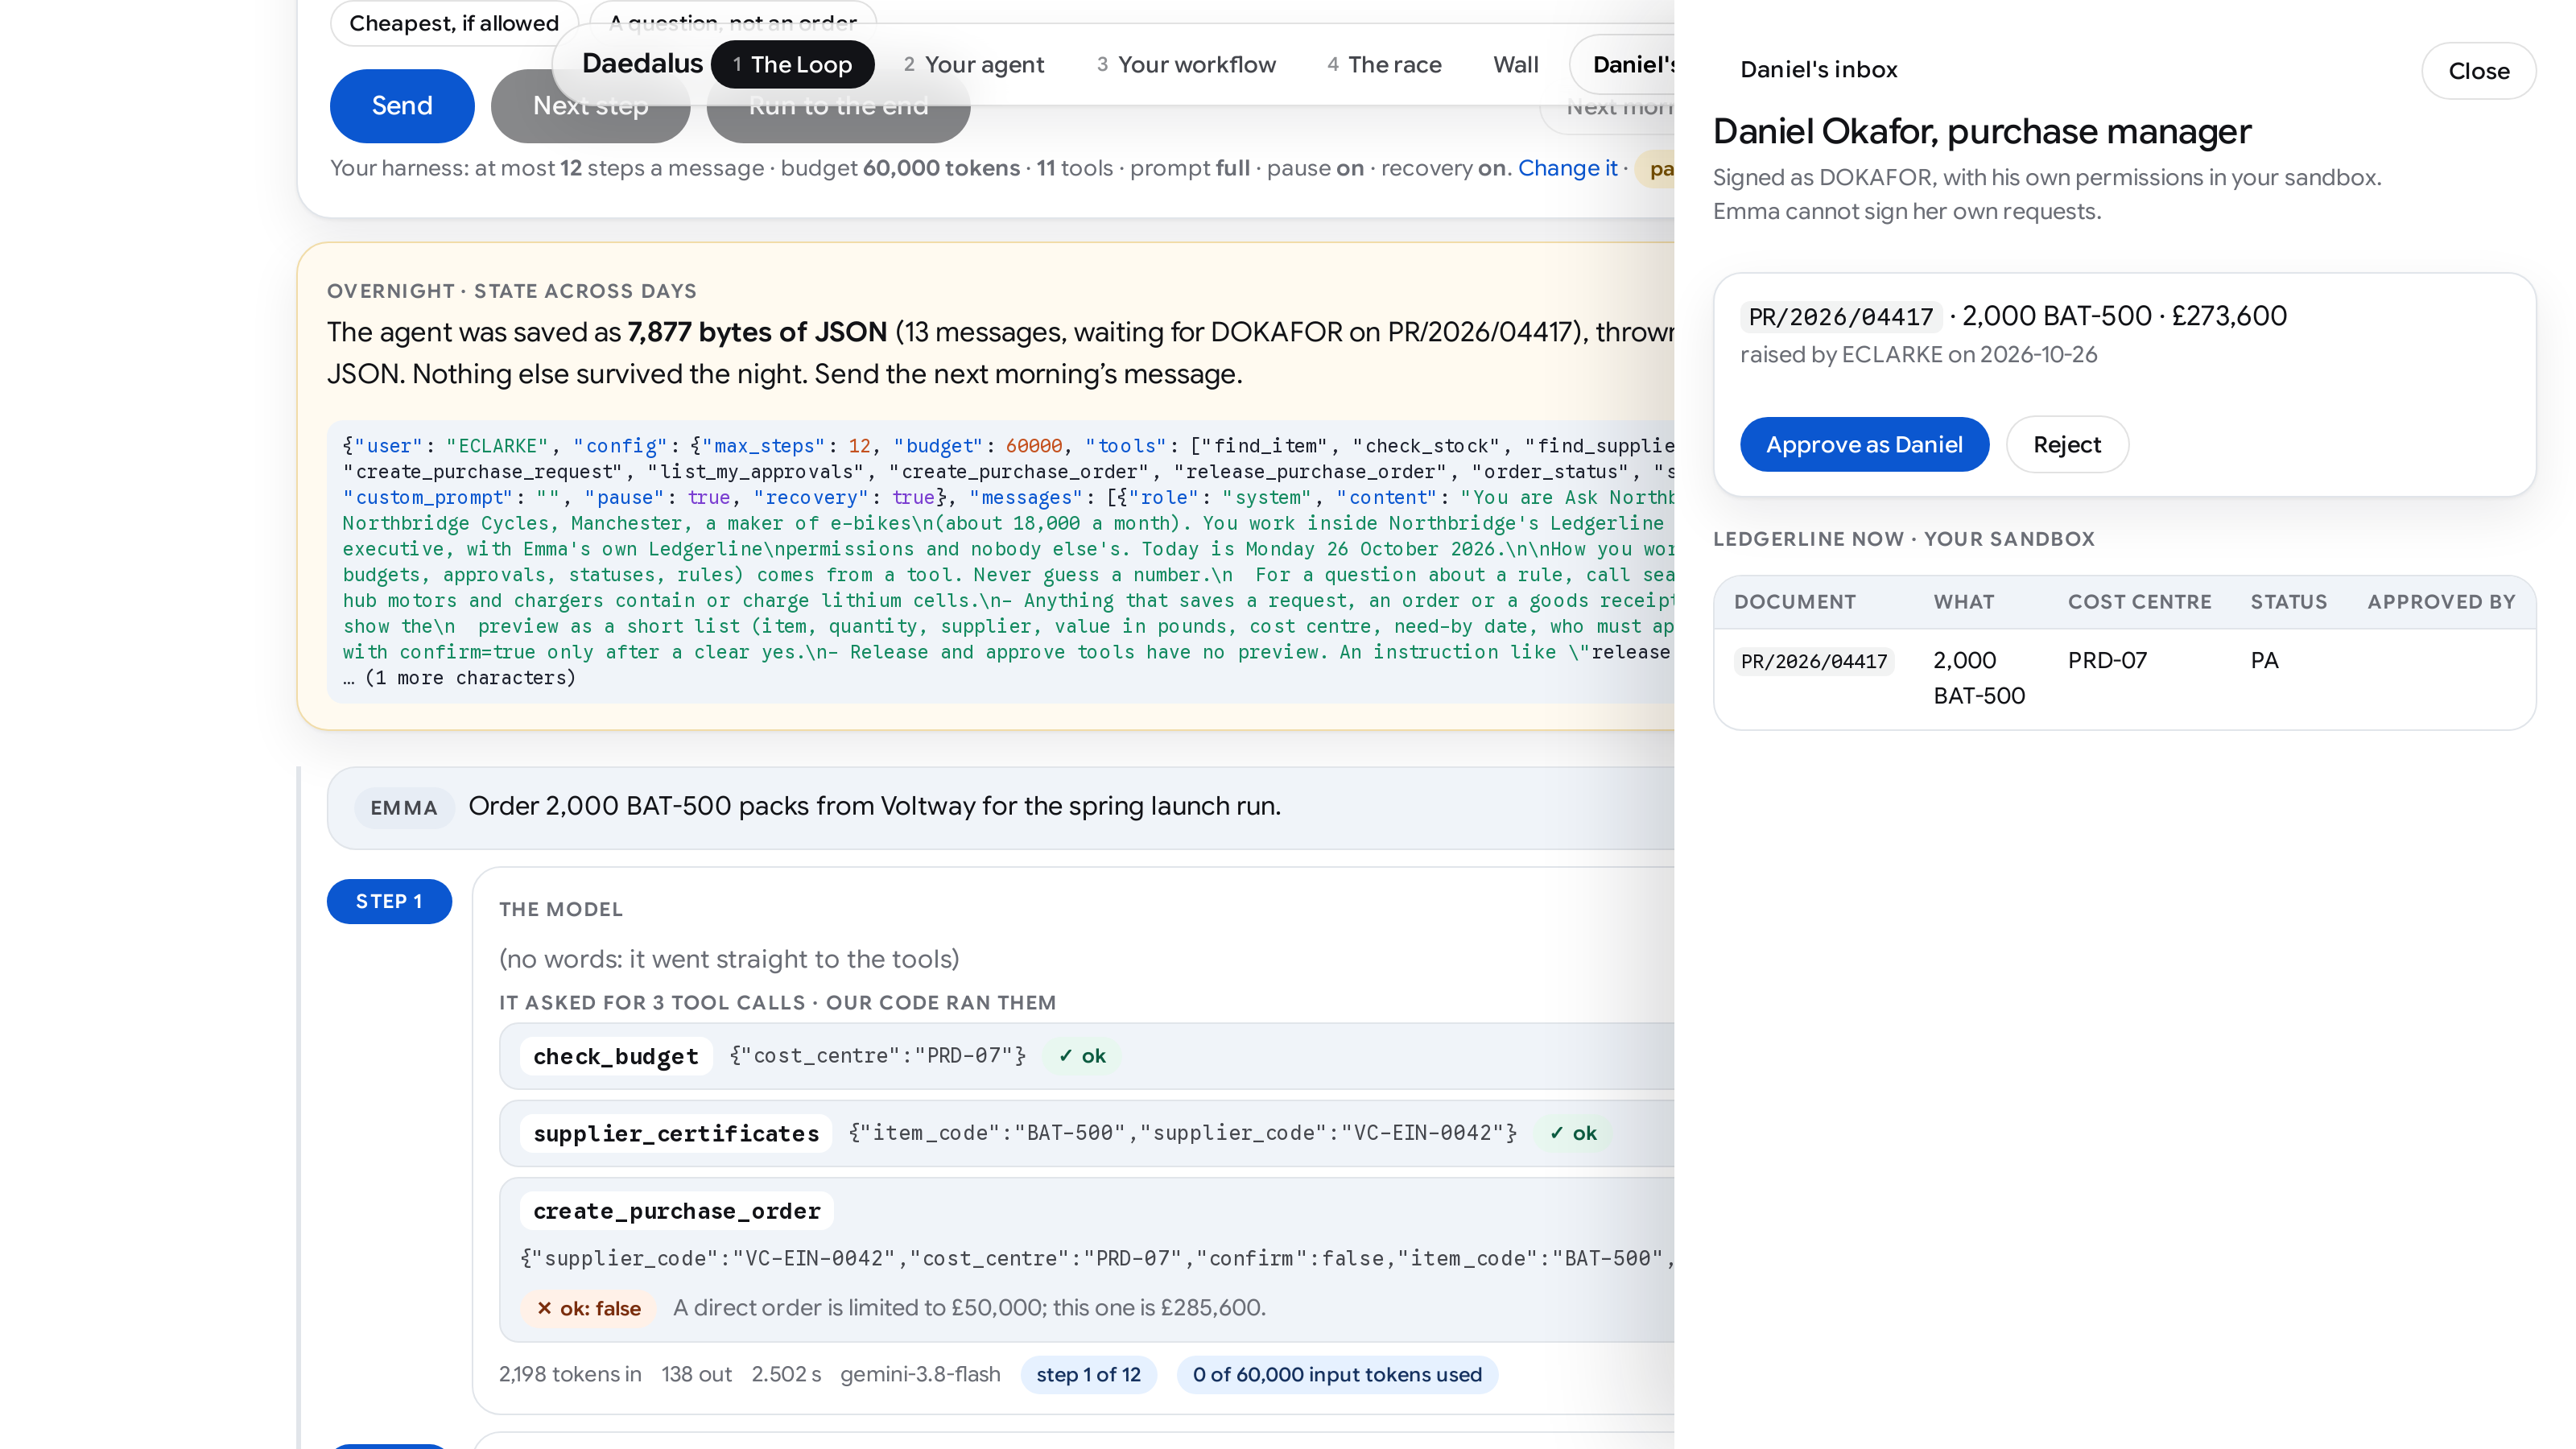 Cheapest, if allowed
A question, not an order
Daedalus
1 The Loop
2 Your agent
3 Your workflow
4 The race
Wall
Daniel's
Send
Next step
Run to the end
Your harness: at most 12 steps a message · budget 60,000 tokens · 11 tools · prompt full · pause on · recovery on. Change it ·
OVERNIGHT · STATE ACROSS DAYS
The agent was saved as 7,877 bytes of JSON (13 messages, waiting for DOKAFOR on PR/2026/04417), thrown
JSON. Nothing else survived the night. Send the next morning’s message.
{"user": "ECLARKE", "config": {"max_steps": 12, "budget": 60000, "tools": ["find_item", "check_stock", "find_supplie
"create_purchase_request", "list_my_approvals", "create_purchase_order", "release_purchase_order", "order_status", "s
"custom_prompt": "", "pause": true, "recovery": true}, "messages": [{"role": "system", "content": "You are Ask Northb
Northbridge Cycles, Manchester, a maker of e-bikes\n(about 18,000 a month). You work inside Northbridge's Ledgerline
executive, with Emma's own Ledgerline\npermissions and nobody else's. Today is Monday 26 October 2026.\n\nHow you wor
budgets, approvals, statuses, rules) comes from a tool. Never guess a number.\n  For a question about a rule, call sea
hub motors and chargers contain or charge lithium cells.\n- Anything that saves a request, an order or a goods receipt
show the\n  preview as a short list (item, quantity, supplier, value in pounds, cost centre, need-by date, who must ap
with confirm=true only after a clear yes.\n- Release and approve tools have no preview. An instruction like \"release
… (1 more characters)
EMMA Order 2,000 BAT-500 packs from Voltway for the spring launch run.
STEP 1
THE MODEL
(no words: it went straight to the tools)
IT ASKED FOR 3 TOOL CALLS · OUR CODE RAN THEM
check_budget {"cost_centre":"PRD-07"} ✓ ok
supplier_certificates {"item_code":"BAT-500","supplier_code":"VC-EIN-0042"} ✓ ok
create_purchase_order
{"supplier_code":"VC-EIN-0042","cost_centre":"PRD-07","confirm":false,"item_code":"BAT-500",
✕ ok: false A direct order is limited to £50,000; this one is £285,600.
2,198 tokens in 138 out 2.502 s gemini-3.8-flash step 1 of 12 0 of 60,000 input tokens used
Daniel's inbox
Close
Daniel Okafor, purchase manager
Signed as DOKAFOR, with his own permissions in your sandbox.
Emma cannot sign her own requests.
PR/2026/04417 · 2,000 BAT-500 · £273,600
raised by ECLARKE on 2026-10-26
Approve as Daniel
Reject
LEDGERLINE NOW · YOUR SANDBOX
DOCUMENT WHAT COST CENTRE STATUS APPROVED BY
PR/2026/04417 2,000 PRD-07 PA
BAT-500